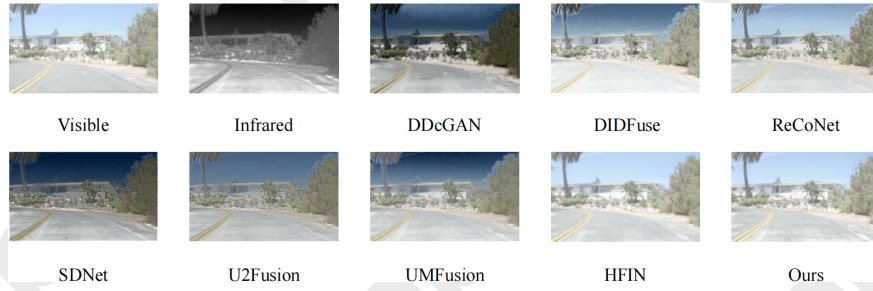 Visible Infrared DDcGAN DIDFuse ReCoNet
SDNet U2Fusion UMFusion HFIN Ours